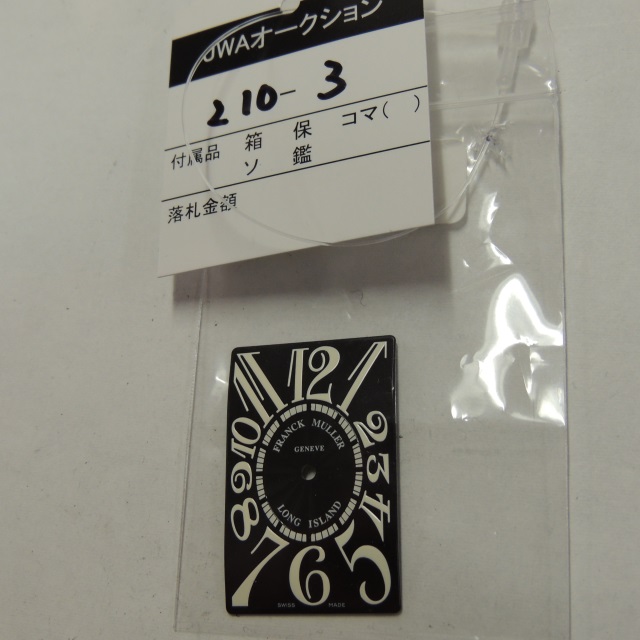 JWAオークション
210-3
付属品 箱 保 コマ( )
ソ 鑑
落札金額
11 12 1
10 2
9 3
8 4
7 6 5
FRANCK MULLER
GENEVE
LONG ISLAND
SWISS MADE